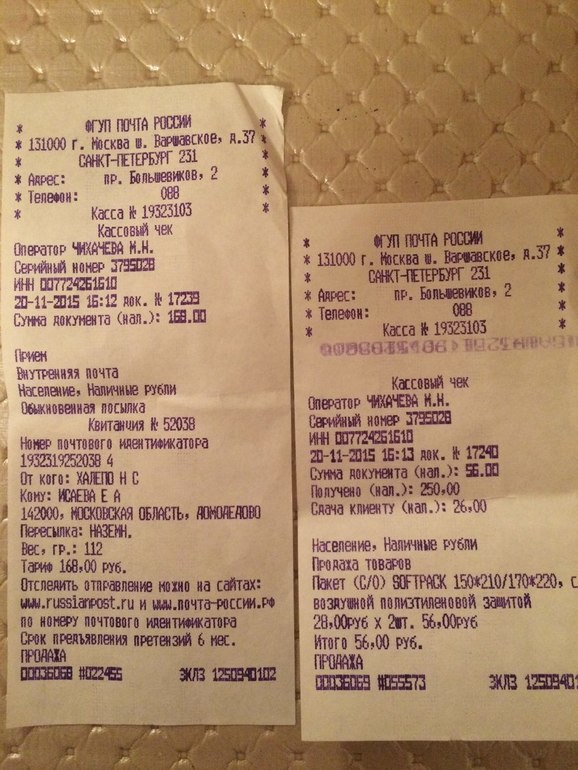 * ФГУП ПОЧТА РОССИИ *
* 131000 г. Москва ш. Варшавское, д.37 *
* САНКТ-ПЕТЕРБУРГ 231 *
* Адрес: пр. Большевиков, 2 *
* Телефон: 088 *
* Касса № 19323103 *
Кассовый чек
Оператор ЧИХАЧЕВА М.Н.
Серийный номер 3795028
ИНН 007724261610
20-11-2015 16:12 док. № 17239
Сумма документа (нал.): 168.00
Прием
Внутренняя почта
Население, Наличные рубли
Обыкновенная посылка
Квитанция № 52038
Номер почтового идентификатора
1932319252038 4
От кого: ХАЛЕПО Н С
Кому: ИСАЕВА Е А
142000, МОСКОВСКАЯ ОБЛАСТЬ, ДОМОДЕДОВО
Пересылка: НАЗЕМН.
Вес, гр.: 112
Тариф 168,00 руб.
Отследить отправление можно на сайтах:
www.russianpost.ru и www.почта-россии.рф
по номеру почтового идентификатора
Срок предъявления претензий 6 мес.
ПРОДАЖА
00036068 #022455 ЭКЛЗ 1250940102
* ФГУП ПОЧТА РОССИИ *
* 131000 г. Москва ш. Варшавское, д.37 *
* САНКТ-ПЕТЕРБУРГ 231 *
* Адрес: пр. Большевиков, 2 *
* Телефон: 088 *
* Касса № 19323103 *
Кассовый чек
Оператор ЧИХАЧЕВА М.Н.
Серийный номер 3795028
ИНН 007724261610
20-11-2015 16:13 док. № 17240
Сумма документа (нал.): 56.00
Получено (нал.): 250,00
Сдача клиенту (нал.): 26,00
Население, Наличные рубли
Продажа товаров
Пакет (С/О) SOFTPACK 150*210/170*220, с
воздушной полиэтиленовой защитой
28,00руб х 2шт. 56,00руб
Итого 56,00 руб.
ПРОДАЖА
00036069 #055573 ЭКЛЗ 12509401